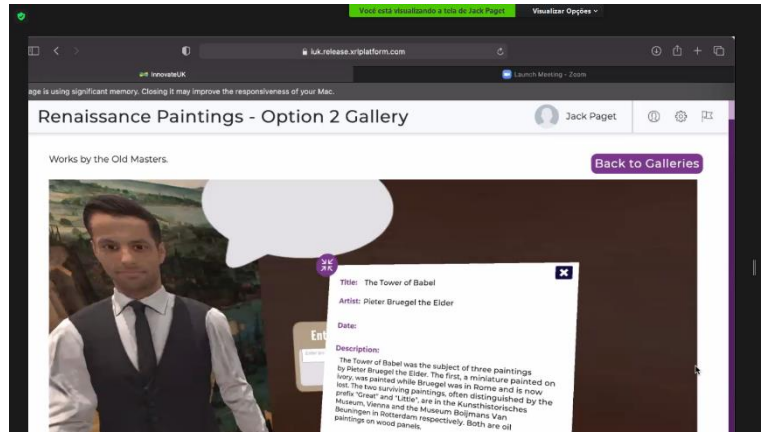 Você está visualizando a tela de Jack Paget
Visualizar Opções
iuk.release.xrplatform.com
InnovateUK
Launch Meeting - Zoom
age is using significant memory. Closing it may improve the responsiveness of your Mac.
Renaissance Paintings - Option 2 Gallery
Jack Paget
Works by the Old Masters.
Back to Galleries
Title: The Tower of Babel
Artist: Pieter Bruegel the Elder
Date:
Ent
Description:
The Tower of Babel was the subject of three paintings
by Pieter Bruegel the Elder. The first, a miniature painted on
ivory, was painted while Bruegel was in Rome and is now
lost. The two surviving paintings, often distinguished by the
prefix "Great" and "Little", are in the Kunsthistorisches
Museum, Vienna and the Museum Boijmans Van
Beuningen in Rotterdam respectively. Both are oil
paintings on wood panels.